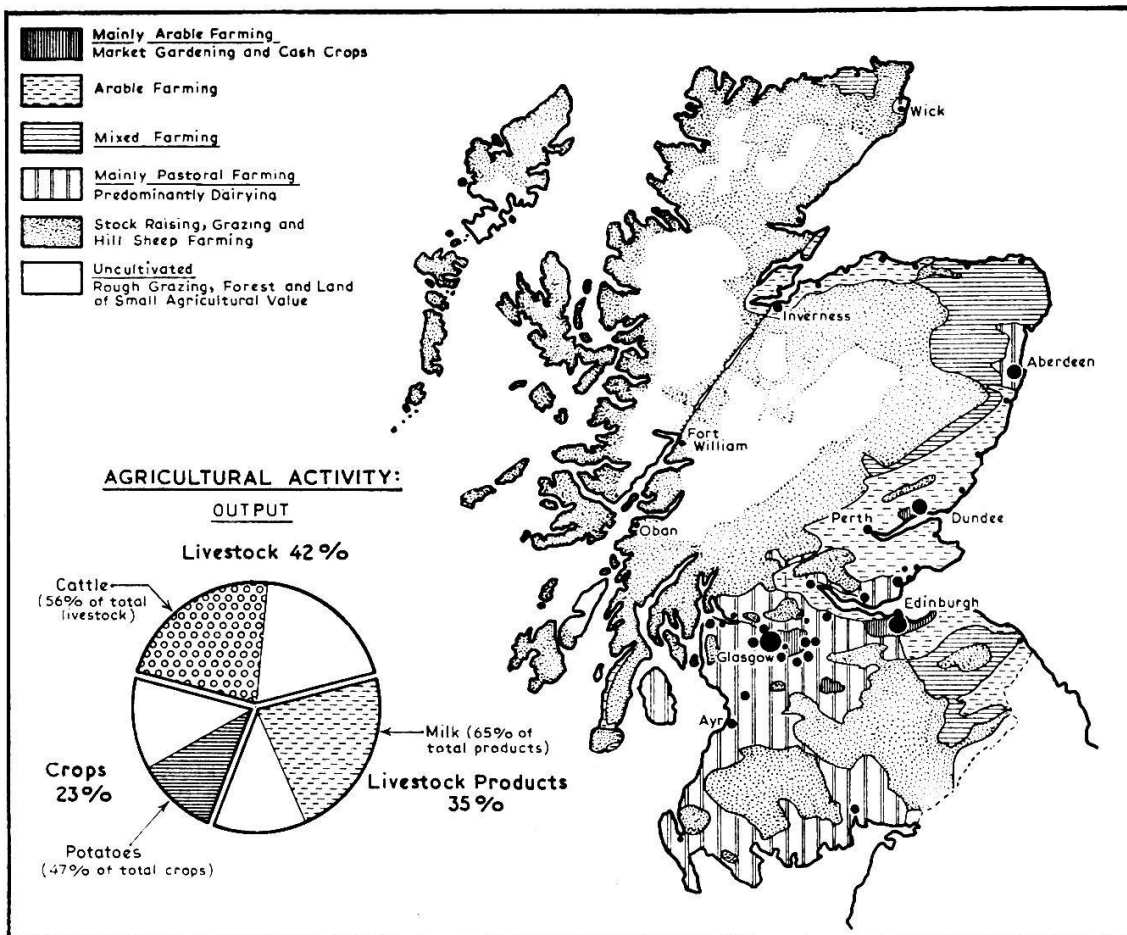 Mainly Arable Farming
Market Gardening and Cash Crops
Arable Farming
Mixed Farming
Mainly Pastoral Farming
Predominantly Dairying
Stock Raising, Grazing and
Hill Sheep Farming
Uncultivated
Rough Grazing, Forest and Land
of Small Agricultural Value
Wick
Inverness
Aberdeen
Fort
William
Oban
Perth
Dundee
Edinburgh
Glasgow
Ayr
AGRICULTURAL ACTIVITY:
OUTPUT
Livestock 42%
Cattle
(56% of total
livestock)
Milk (65% of
total products)
Livestock Products
35%
Crops
23%
Potatoes
(47% of total crops)